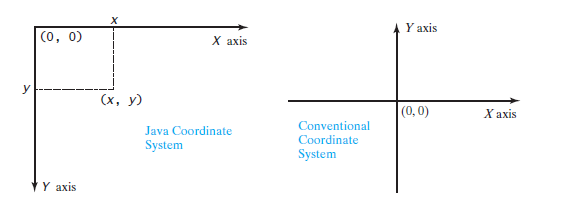 x
(0, 0)
X axis
y
(x, y)
Java Coordinate
System
Y axis
Y axis
(0, 0)
X axis
Conventional
Coordinate
System